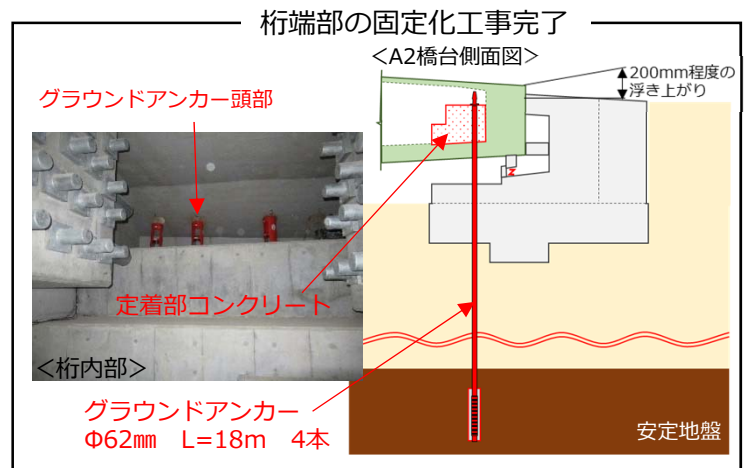 桁端部の固定化工事完了
＜A2橋台側面図＞
200mm程度の
浮き上がり
グラウンドアンカー頭部
定着部コンクリート
＜桁内部＞
グラウンドアンカー
Φ62㎜　L=18m　4本
安定地盤